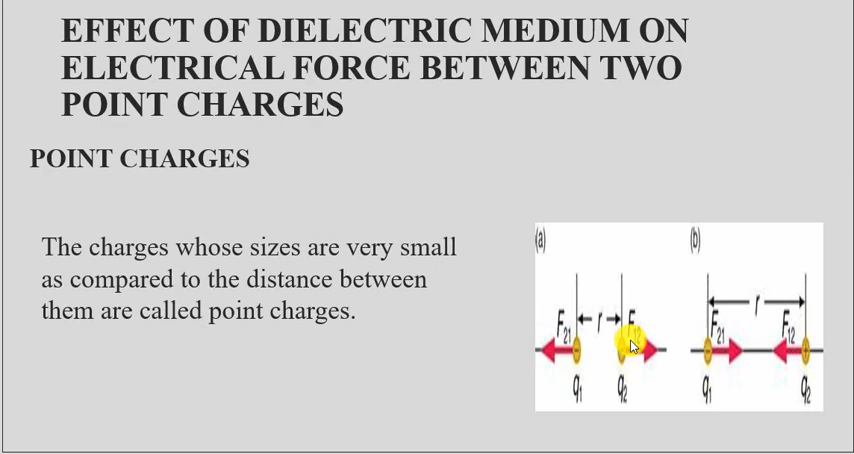 EFFECT OF DIELECTRIC MEDIUM ON
ELECTRICAL FORCE BETWEEN TWO
POINT CHARGES
POINT CHARGES
The charges whose sizes are very small
as compared to the distance between
them are called point charges.
(a)
(b)
r
F21
F12
q1
q2
r
F21
F12
q1
q2